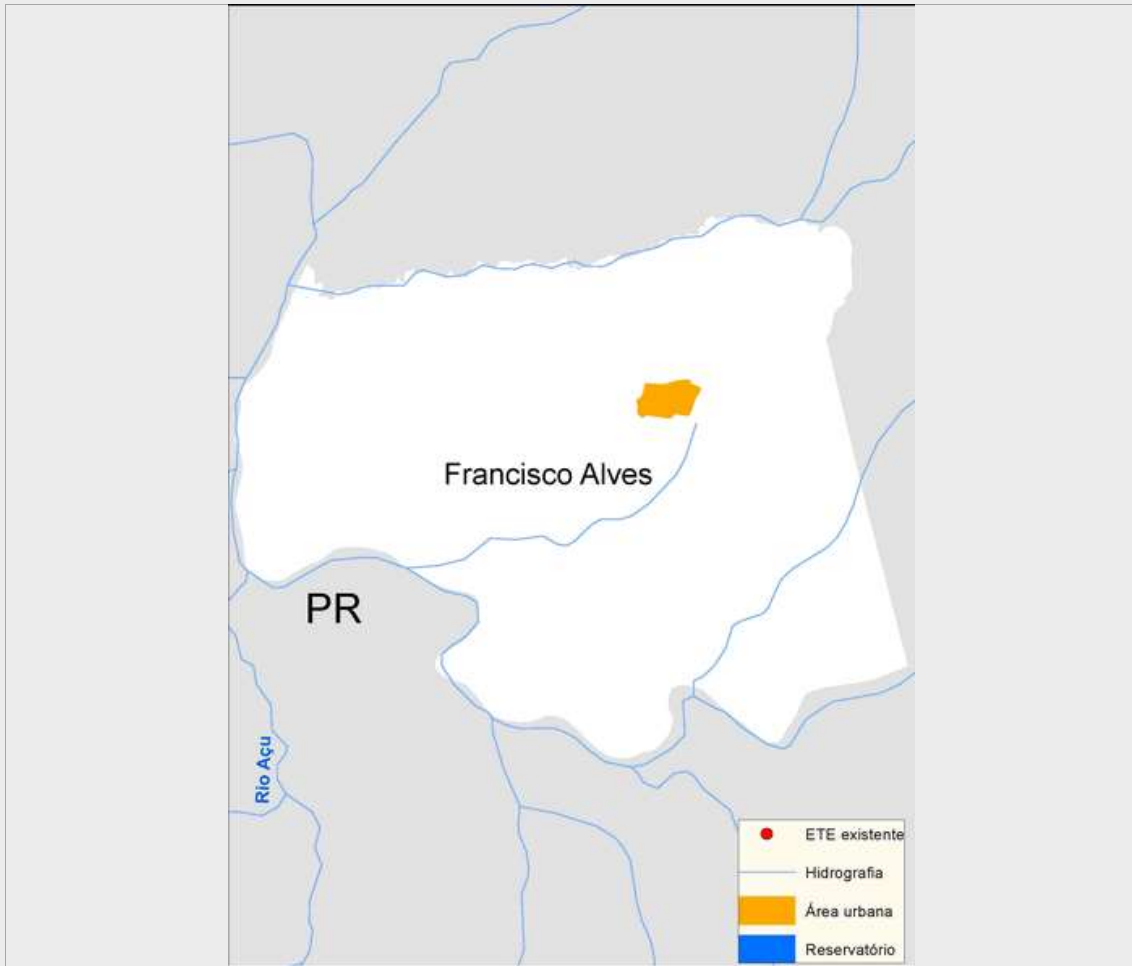 Francisco Alves
PR
Rio Açu
ETE existente
Hidrografia
Área urbana
Reservatório